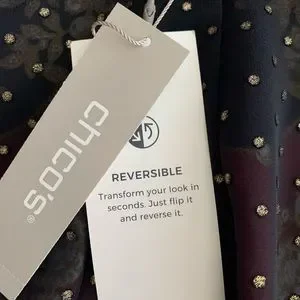 chico's®
REVERSIBLE
Transform your look in
seconds. Just flip it
and reverse it.